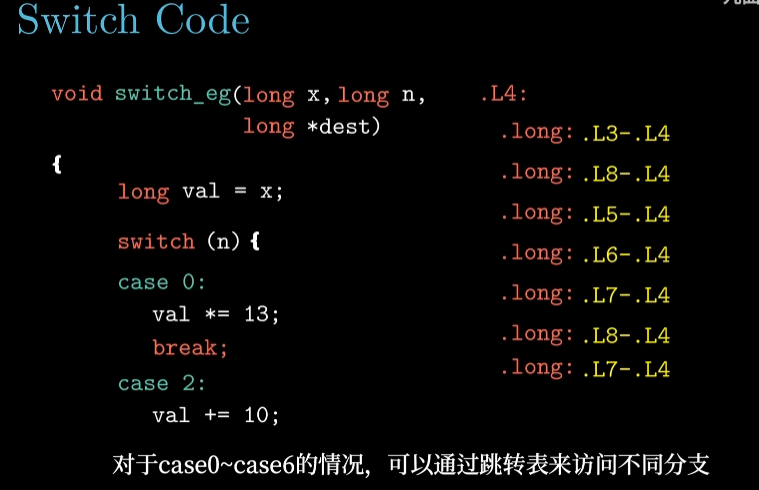 Switch Code
void switch_eg(long x, long n,
long *dest)
{
long val = x;
switch (n) {
case 0:
val *= 13;
break;
case 2:
val += 10;
.L4:
.long: .L3-.L4
.long: .L8-.L4
.long: .L5-.L4
.long: .L6-.L4
.long: .L7-.L4
.long: .L8-.L4
.long: .L7-.L4
对于case0~case6的情况，可以通过跳转表来访问不同分支